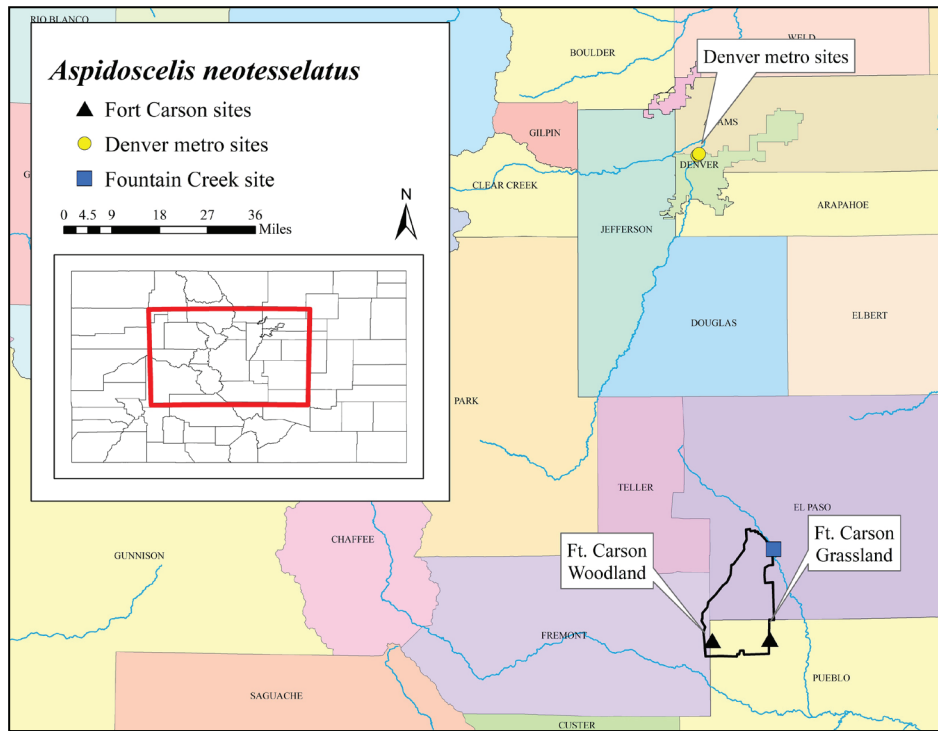 RIO BLANCO
Aspidoscelis neotesselatus
Fort Carson sites
Denver metro sites
Fountain Creek site
0 4.5 9 18 27 36
Miles
N
BOULDER
WELD
Denver metro sites
GILPIN
ADAMS
DENVER
CLEAR CREEK
ARAPAHOE
JEFFERSON
DOUGLAS
ELBERT
PARK
TELLER
EL PASO
CHAFFEE
GUNNISON
Ft. Carson
Woodland
Ft. Carson
Grassland
FREMONT
PUEBLO
SAGUACHE
CUSTER